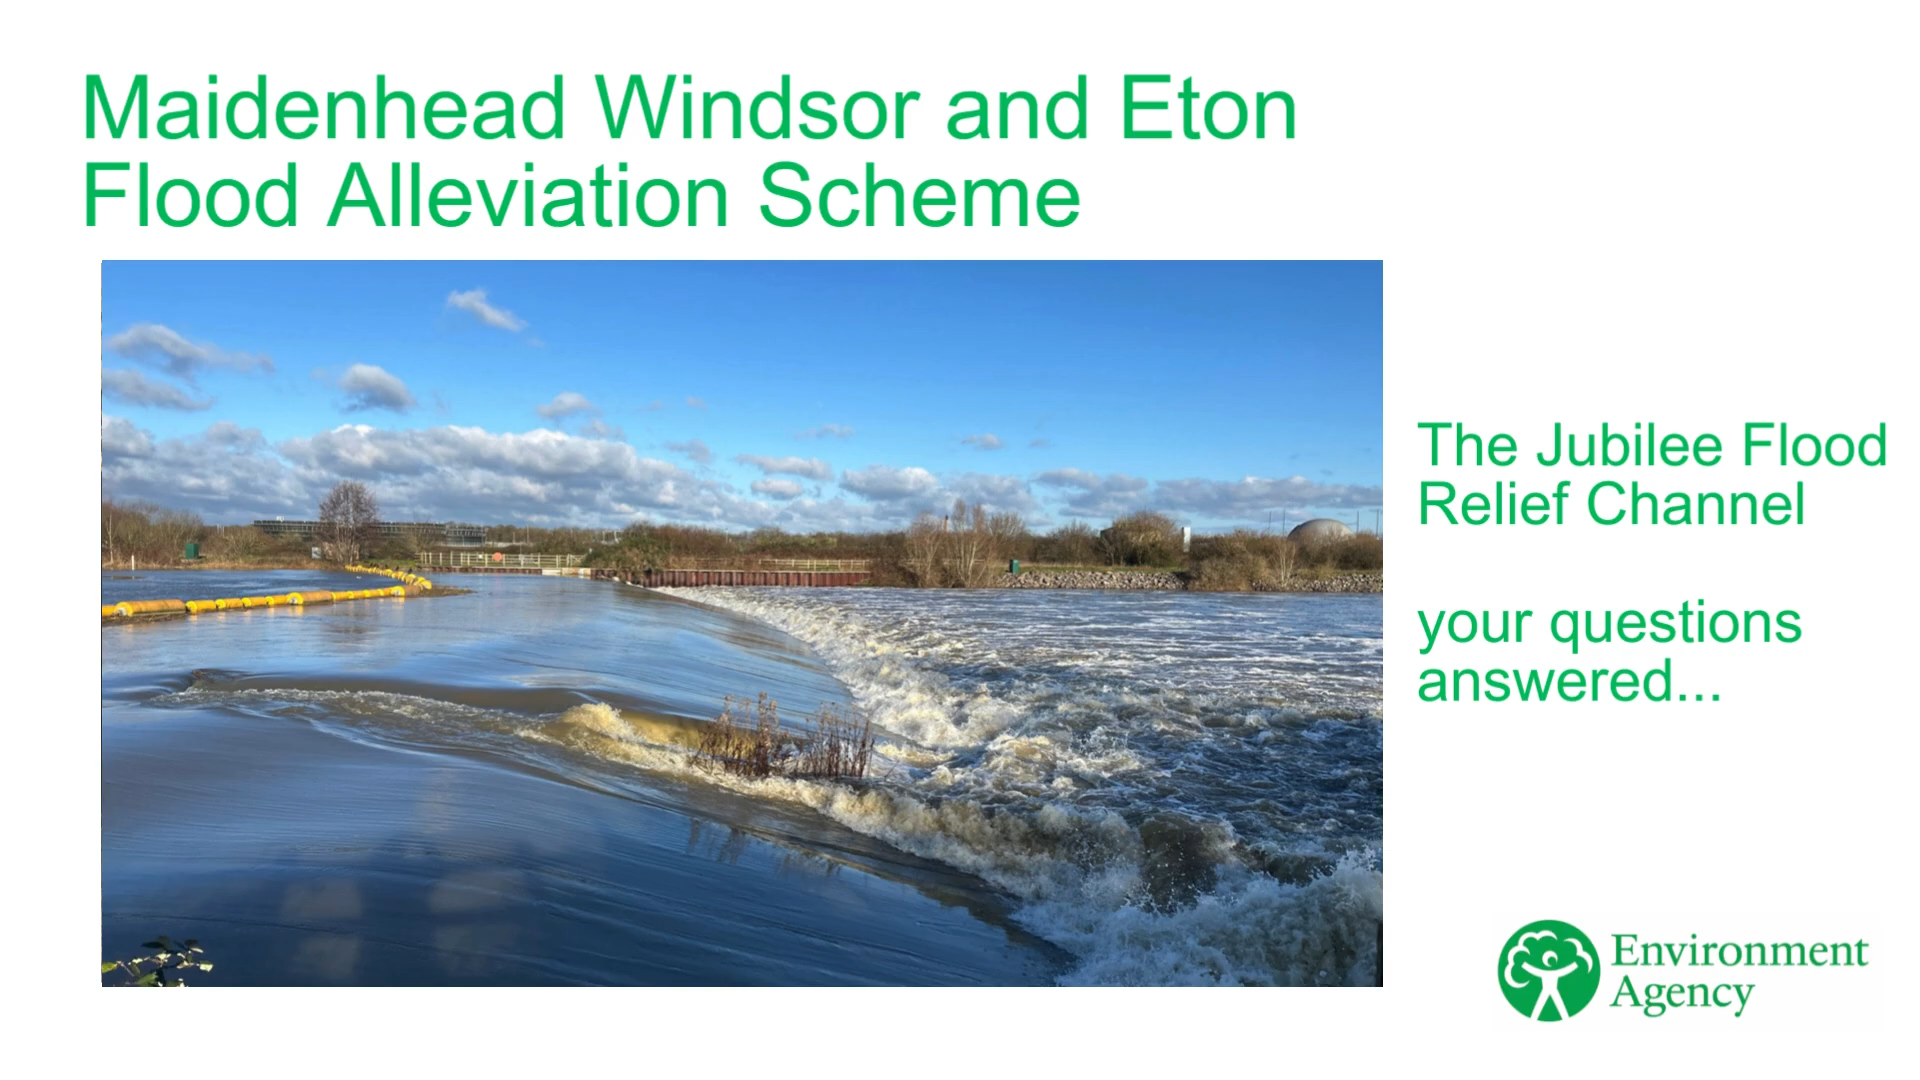 Maidenhead Windsor and Eton
Flood Alleviation Scheme
The Jubilee Flood
Relief Channel
your questions
answered...
Environment
Agency